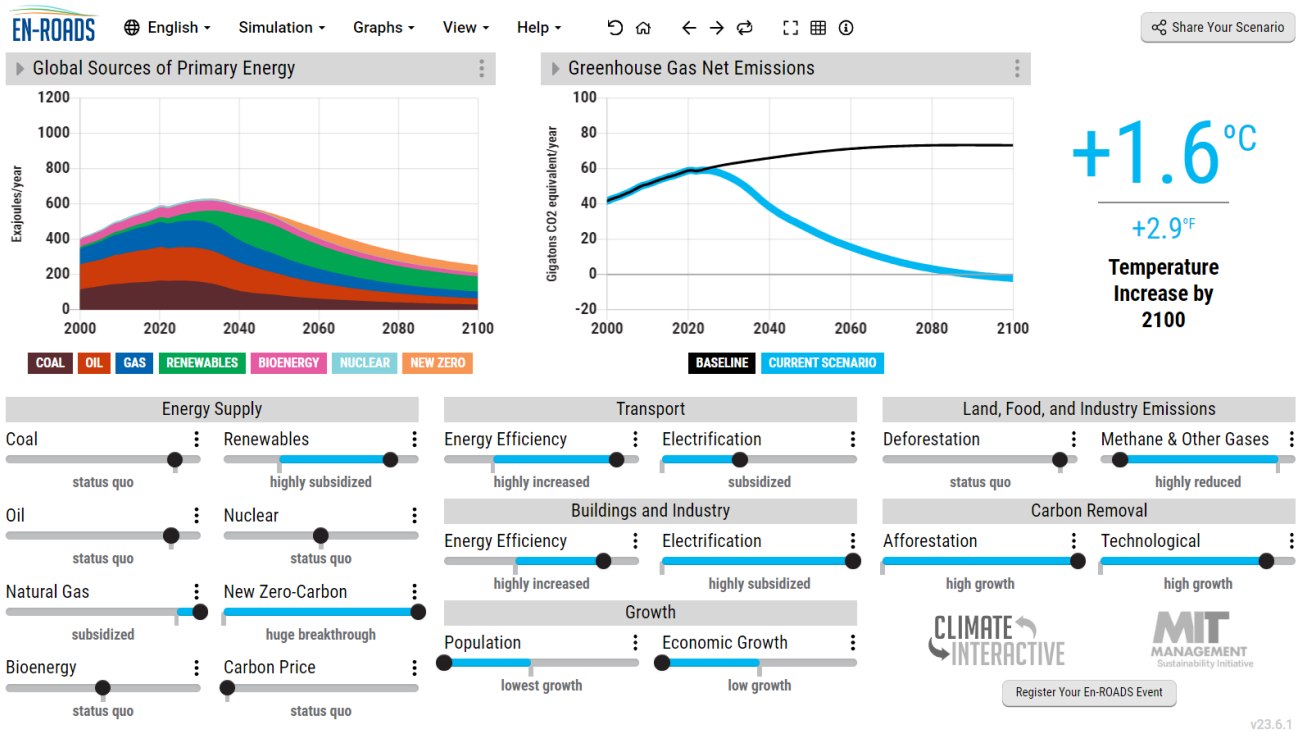 EN-ROADS
English
Simulation
Graphs
View
Help
Share Your Scenario
Global Sources of Primary Energy
1200
1000
800
600
400
200
0
Exajoules/year
2000 2020 2040 2060 2080 2100
COAL OIL GAS RENEWABLES BIOENERGY NUCLEAR NEW ZERO
Greenhouse Gas Net Emissions
100
80
60
40
20
0
-20
Gigatons CO2 equivalent/year
2000 2020 2040 2060 2080 2100
BASELINE CURRENT SCENARIO
+1.6 ºC
+2.9ºF
Temperature
Increase by
2100
Energy Supply
Coal
status quo
Renewables
highly subsidized
Oil
status quo
Nuclear
status quo
Natural Gas
subsidized
New Zero-Carbon
huge breakthrough
Bioenergy
status quo
Carbon Price
status quo
Transport
Energy Efficiency
highly increased
Electrification
subsidized
Buildings and Industry
Energy Efficiency
highly increased
Electrification
highly subsidized
Growth
Population
lowest growth
Economic Growth
low growth
Land, Food, and Industry Emissions
Deforestation
status quo
Methane & Other Gases
highly reduced
Carbon Removal
Afforestation
high growth
Technological
high growth
CLIMATE
INTERACTIVE
MIT
MANAGEMENT
Sustainability Initiative
Register Your En-ROADS Event
v23.6.1